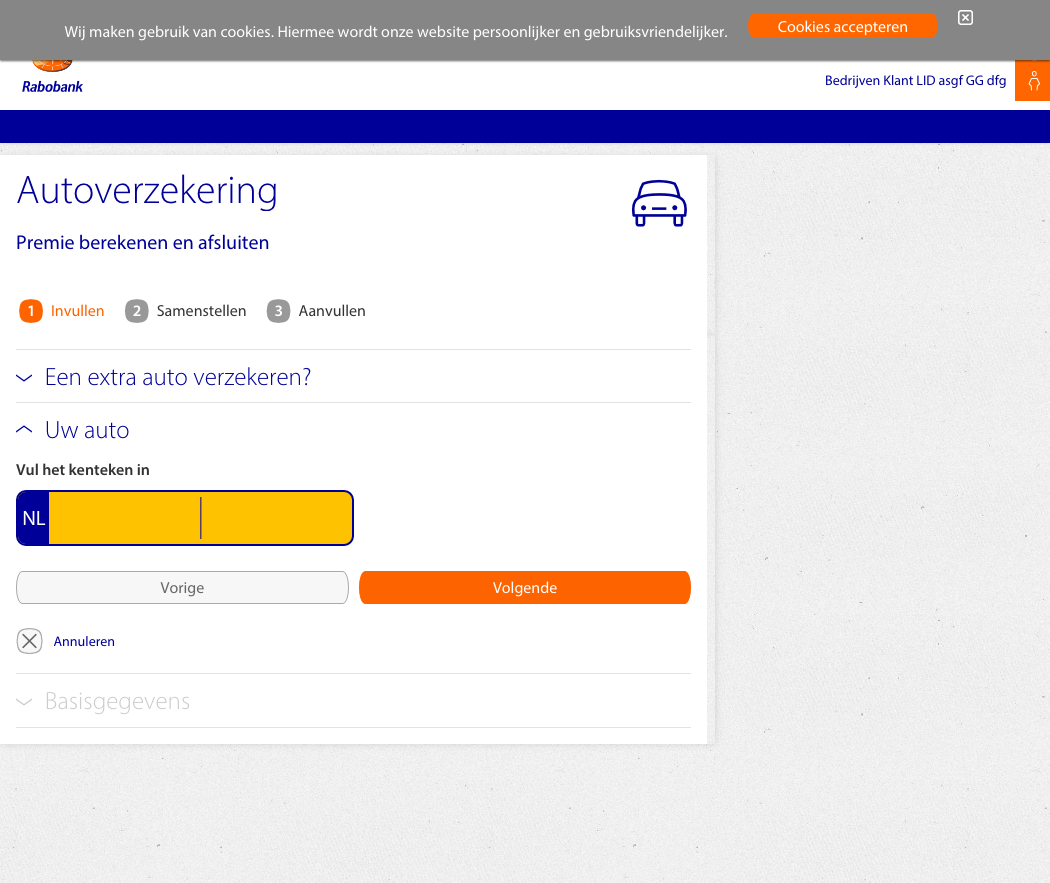 Wij maken gebruik van cookies. Hiermee wordt onze website persoonlijker en gebruiksvriendelijker.
Cookies accepteren
Rabobank
Bedrijven Klant LID asgf GG dfg
Autoverzekering
Premie berekenen en afsluiten
1 Invullen 2 Samenstellen 3 Aanvullen
Een extra auto verzekeren?
Uw auto
Vul het kenteken in
NL
Vorige Volgende
Annuleren
Basisgegevens